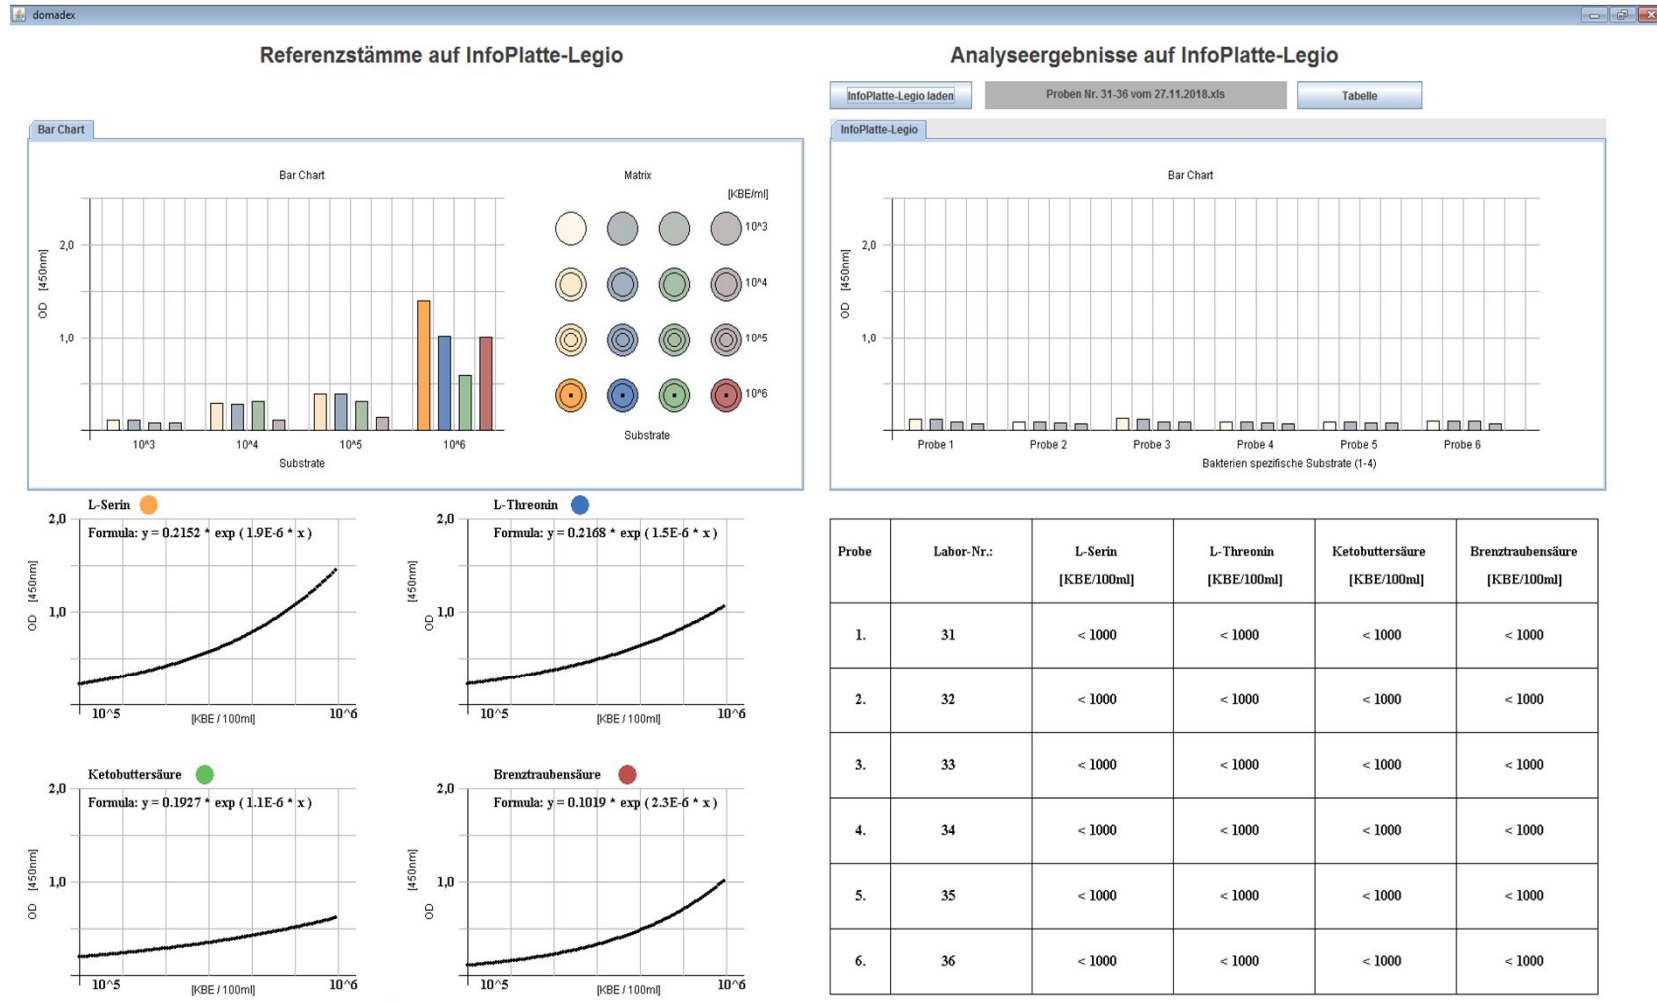 domadex
Referenzstämme auf InfoPlatte-Legio
Bar Chart
Bar Chart
Matrix
[KBE/ml]
OD [450nm]
2,0
1,0
10^3
10^4
10^5
10^6
Substrate
10^3
10^4
10^5
10^6
Substrate
L-Serin
2,0
Formula: y = 0.2152 * exp ( 1.9E-6 * x )
OD [450nm]
1,0
10^5
[KBE / 100ml]
10^6
L-Threonin
2,0
Formula: y = 0.2168 * exp ( 1.5E-6 * x )
OD [450nm]
1,0
10^5
[KBE / 100ml]
10^6
Ketobuttersäure
2,0
Formula: y = 0.1927 * exp ( 1.1E-6 * x )
OD [450nm]
1,0
10^5
[KBE / 100ml]
10^6
Brenztraubensäure
2,0
Formula: y = 0.1019 * exp ( 2.3E-6 * x )
OD [450nm]
1,0
10^5
[KBE / 100ml]
10^6
Analyseergebnisse auf InfoPlatte-Legio
InfoPlatte-Legio laden
Proben Nr. 31-36 vom 27.11.2018.xls
Tabelle
InfoPlatte-Legio
Bar Chart
OD [450nm]
2,0
1,0
Probe 1 Probe 2 Probe 3 Probe 4 Probe 5 Probe 6
Bakterien spezifische Substrate (1-4)
Probe Labor-Nr.: L-Serin L-Threonin Ketobuttersäure Brenztraubensäure
[KBE/100ml] [KBE/100ml] [KBE/100ml] [KBE/100ml]
1. 31 < 1000 < 1000 < 1000 < 1000
2. 32 < 1000 < 1000 < 1000 < 1000
3. 33 < 1000 < 1000 < 1000 < 1000
4. 34 < 1000 < 1000 < 1000 < 1000
5. 35 < 1000 < 1000 < 1000 < 1000
6. 36 < 1000 < 1000 < 1000 < 1000